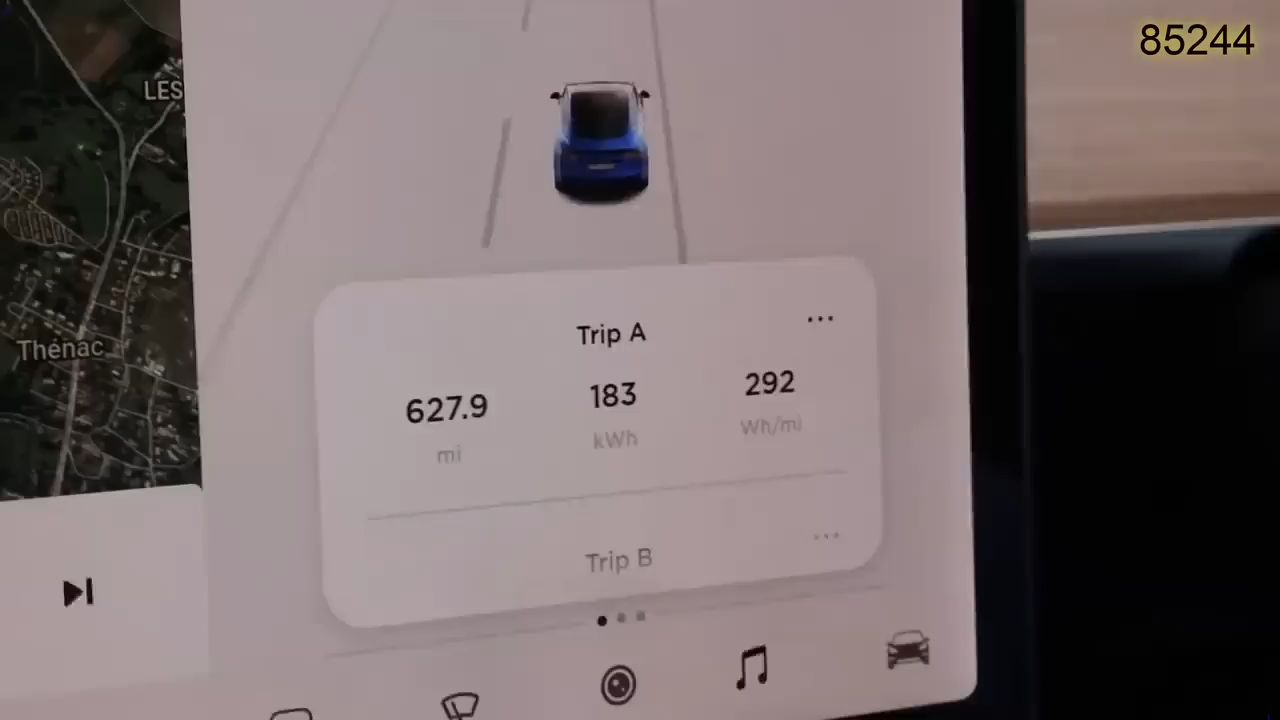 85244
LES
Thénac
Trip A
627.9 183 292
mi kWh Wh/mi
Trip B